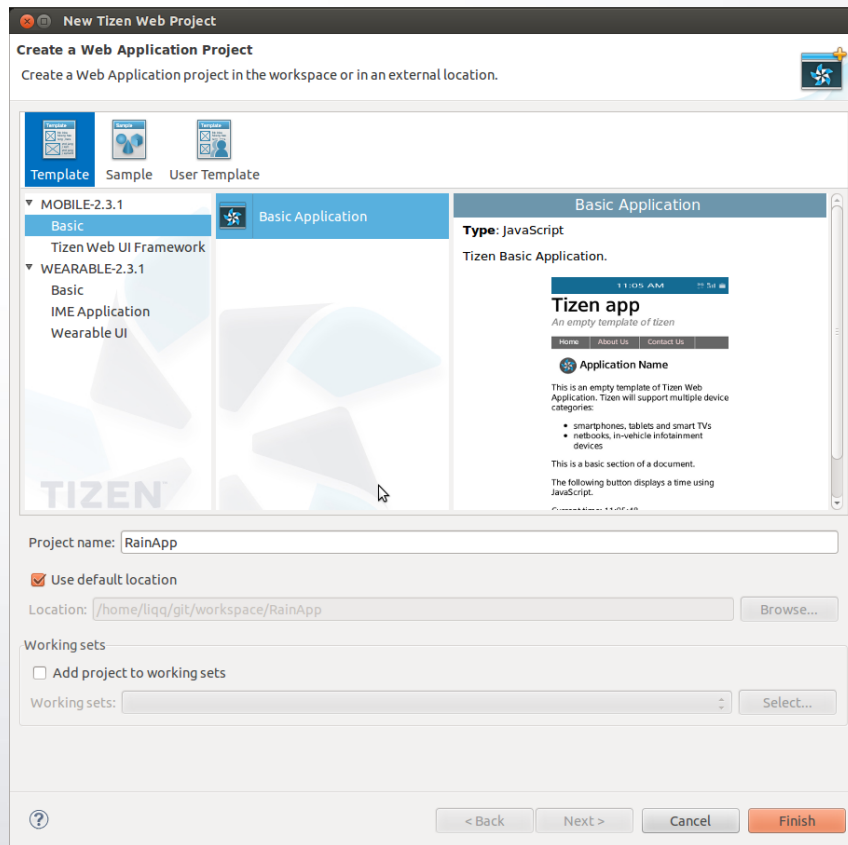 New Tizen Web Project
Create a Web Application Project
Create a Web Application project in the workspace or in an external location.
Template
Sample
User Template
MOBILE-2.3.1
Basic
Tizen Web UI Framework
WEARABLE-2.3.1
Basic
IME Application
Wearable UI
TIZEN
Basic Application
Basic Application
Type: JavaScript
Tizen Basic Application.
11:05 AM
Tizen app
An empty template of tizen
Home About Us Contact Us
Application Name
This is an empty template of Tizen Web
Application. Tizen will support multiple device
categories:
• smartphones, tablets and smart TVs
• netbooks, in-vehicle infotainment
devices
This is a basic section of a document.
The following button displays a time using
JavaScript.
Project name: RainApp
Use default location
Location: /home/liqq/git/workspace/RainApp Browse...
Working sets
Add project to working sets
Working sets: Select...
? < Back Next > Cancel Finish